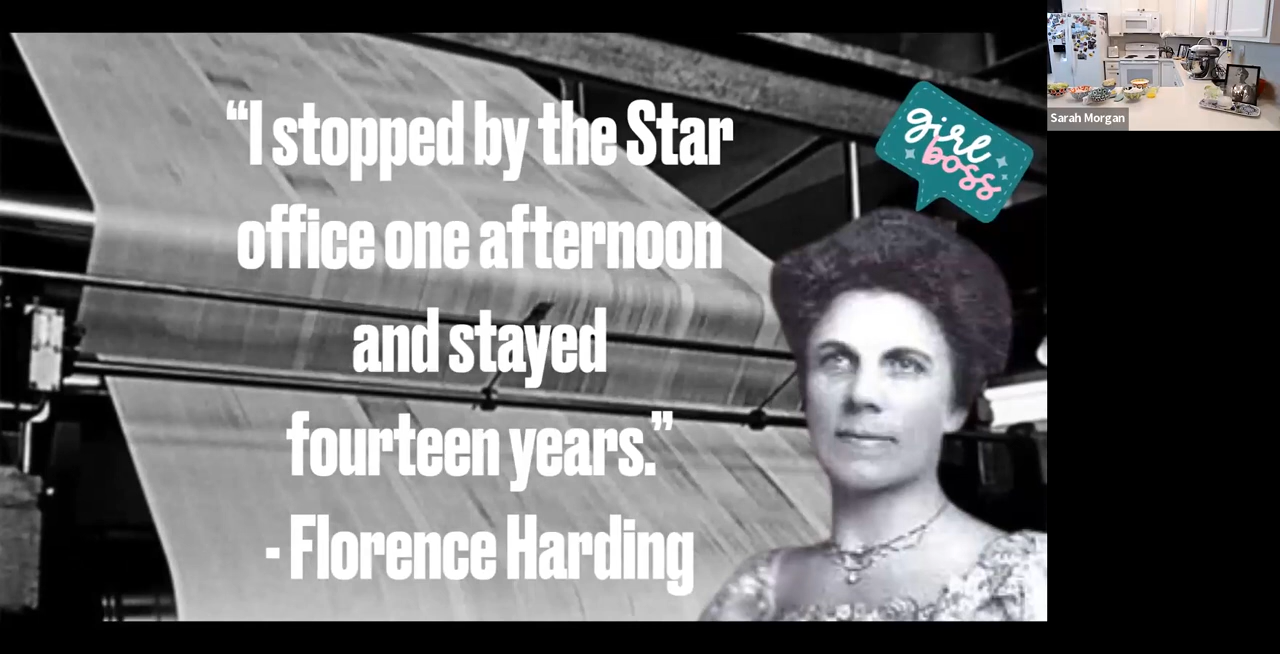 “I stopped by the Star
office one afternoon
and stayed
fourteen years.”
- Florence Harding
girl
boss
Sarah Morgan